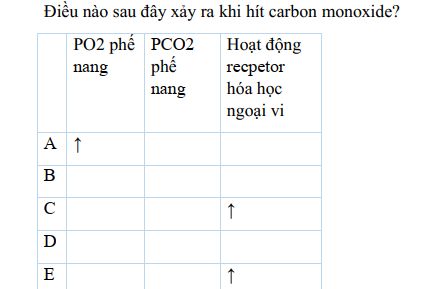 Điều nào sau đây xảy ra khi hít carbon monoxide?
PO2 phế nang PCO2 phế nang Hoạt động recpetor hóa học ngoại vi
A ↑
B
C ↑
D
E ↑